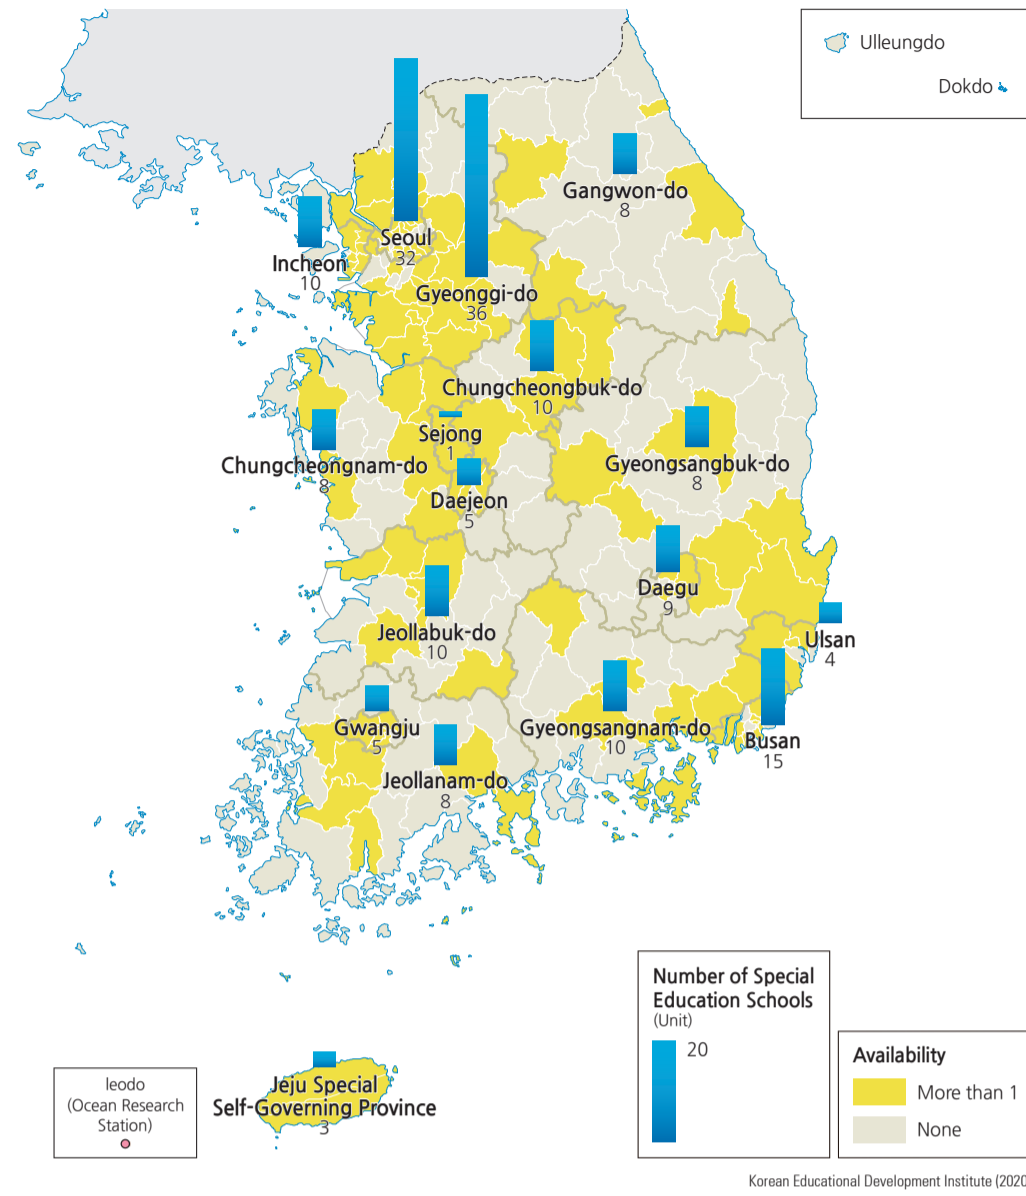 Ulleungdo
Dokdo
Gangwon-do
8
Seoul
32
Incheon
10
Gyeonggi-do
36
Chungcheongbuk-do
10
Sejong
1
Chungcheongnam-do
8
Gyeongsangbuk-do
8
Daejeon
5
Daegu
9
Jeollabuk-do
10
Ulsan
4
Gwangju
5
Gyeongsangnam-do
10
Busan
15
Jeollanam-do
8
Jeju Special
Self-Governing Province
3
Ieodo
(Ocean Research
Station)
Number of Special
Education Schools
(Unit)
20
Availability
More than 1
None
Korean Educational Development Institute (2020